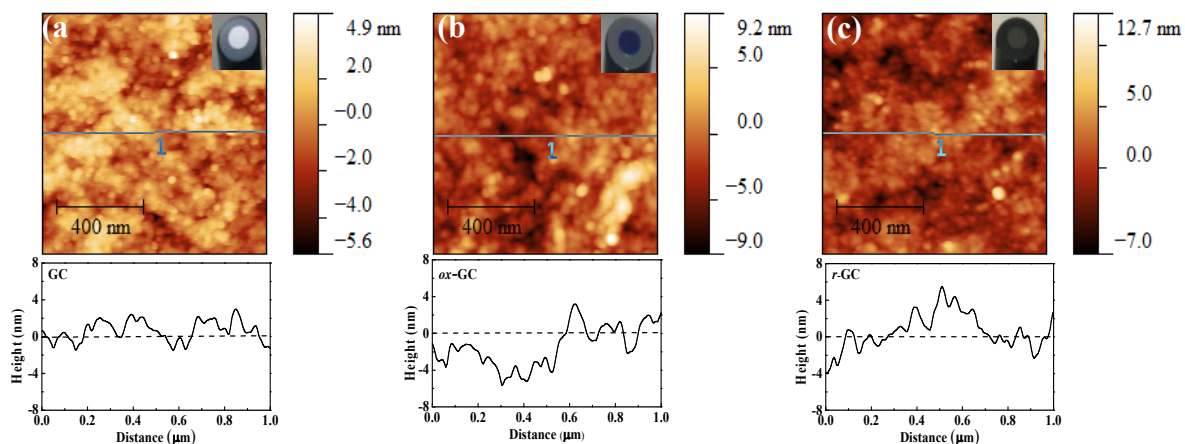 (a
4.9 nm
2.0
−0.0
−2.0
−4.0
−5.6
1
400 nm
(b
9.2 nm
5.0
0.0
−5.0
−9.0
1
400 nm
(c)
12.7 nm
5.0
0.0
−7.0
1
400 nm
GC
Height (nm)
8
4
0
-4
-8
0.0 0.2 0.4 0.6 0.8 1.0
Distance (µm)
ox-GC
Height (nm)
8
4
0
-4
-8
0.0 0.2 0.4 0.6 0.8 1.0
Distance (µm)
r-GC
Height (nm)
8
4
0
-4
-8
0.0 0.2 0.4 0.6 0.8 1.0
Distance (µm)